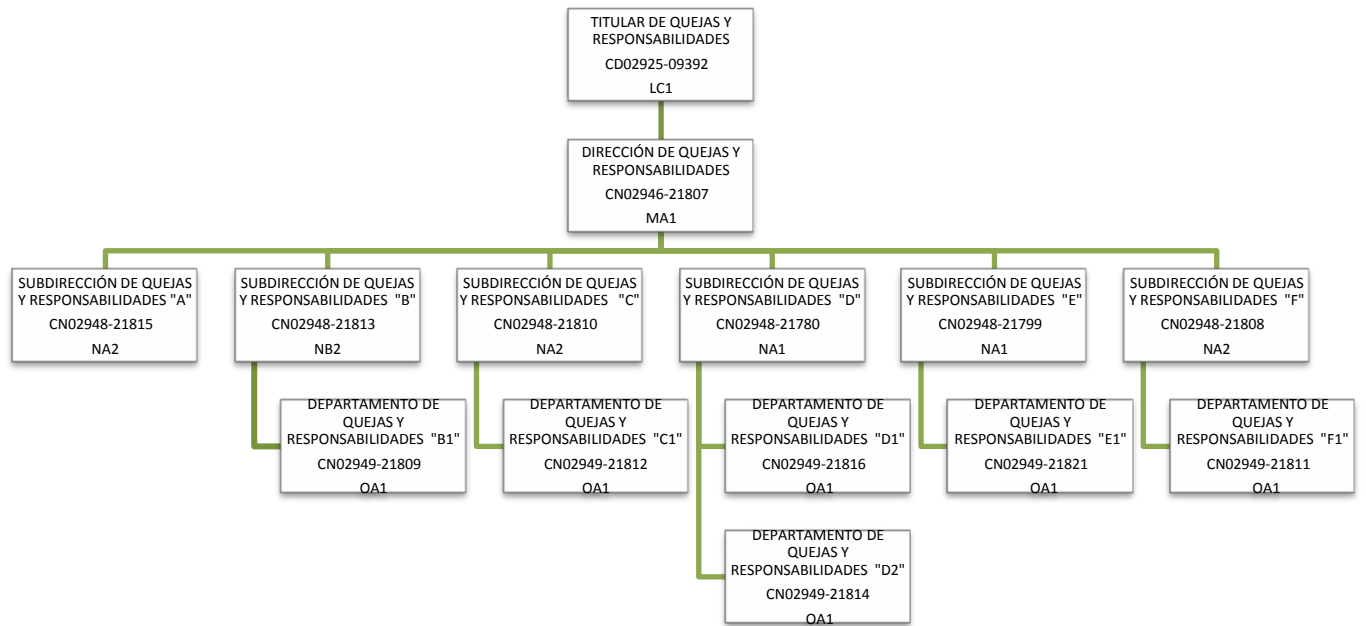 TITULAR DE QUEJAS Y
RESPONSABILIDADES
CD02925-09392
LC1
DIRECCIÓN DE QUEJAS Y
RESPONSABILIDADES
CN02946-21807
MA1
SUBDIRECCIÓN DE QUEJAS
Y RESPONSABILIDADES "A"
CN02948-21815
NA2
SUBDIRECCIÓN DE QUEJAS
Y RESPONSABILIDADES "B"
CN02948-21813
NB2
SUBDIRECCIÓN DE QUEJAS
Y RESPONSABILIDADES "C"
CN02948-21810
NA2
SUBDIRECCIÓN DE QUEJAS
Y RESPONSABILIDADES "D"
CN02948-21780
NA1
SUBDIRECCIÓN DE QUEJAS
Y RESPONSABILIDADES "E"
CN02948-21799
NA1
SUBDIRECCIÓN DE QUEJAS
Y RESPONSABILIDADES "F"
CN02948-21808
NA2
DEPARTAMENTO DE
QUEJAS Y
RESPONSABILIDADES "B1"
CN02949-21809
OA1
DEPARTAMENTO DE
QUEJAS Y
RESPONSABILIDADES "C1"
CN02949-21812
OA1
DEPARTAMENTO DE
QUEJAS Y
RESPONSABILIDADES "D1"
CN02949-21816
OA1
DEPARTAMENTO DE
QUEJAS Y
RESPONSABILIDADES "E1"
CN02949-21821
OA1
DEPARTAMENTO DE
QUEJAS Y
RESPONSABILIDADES "F1"
CN02949-21811
OA1
DEPARTAMENTO DE
QUEJAS Y
RESPONSABILIDADES "D2"
CN02949-21814
OA1